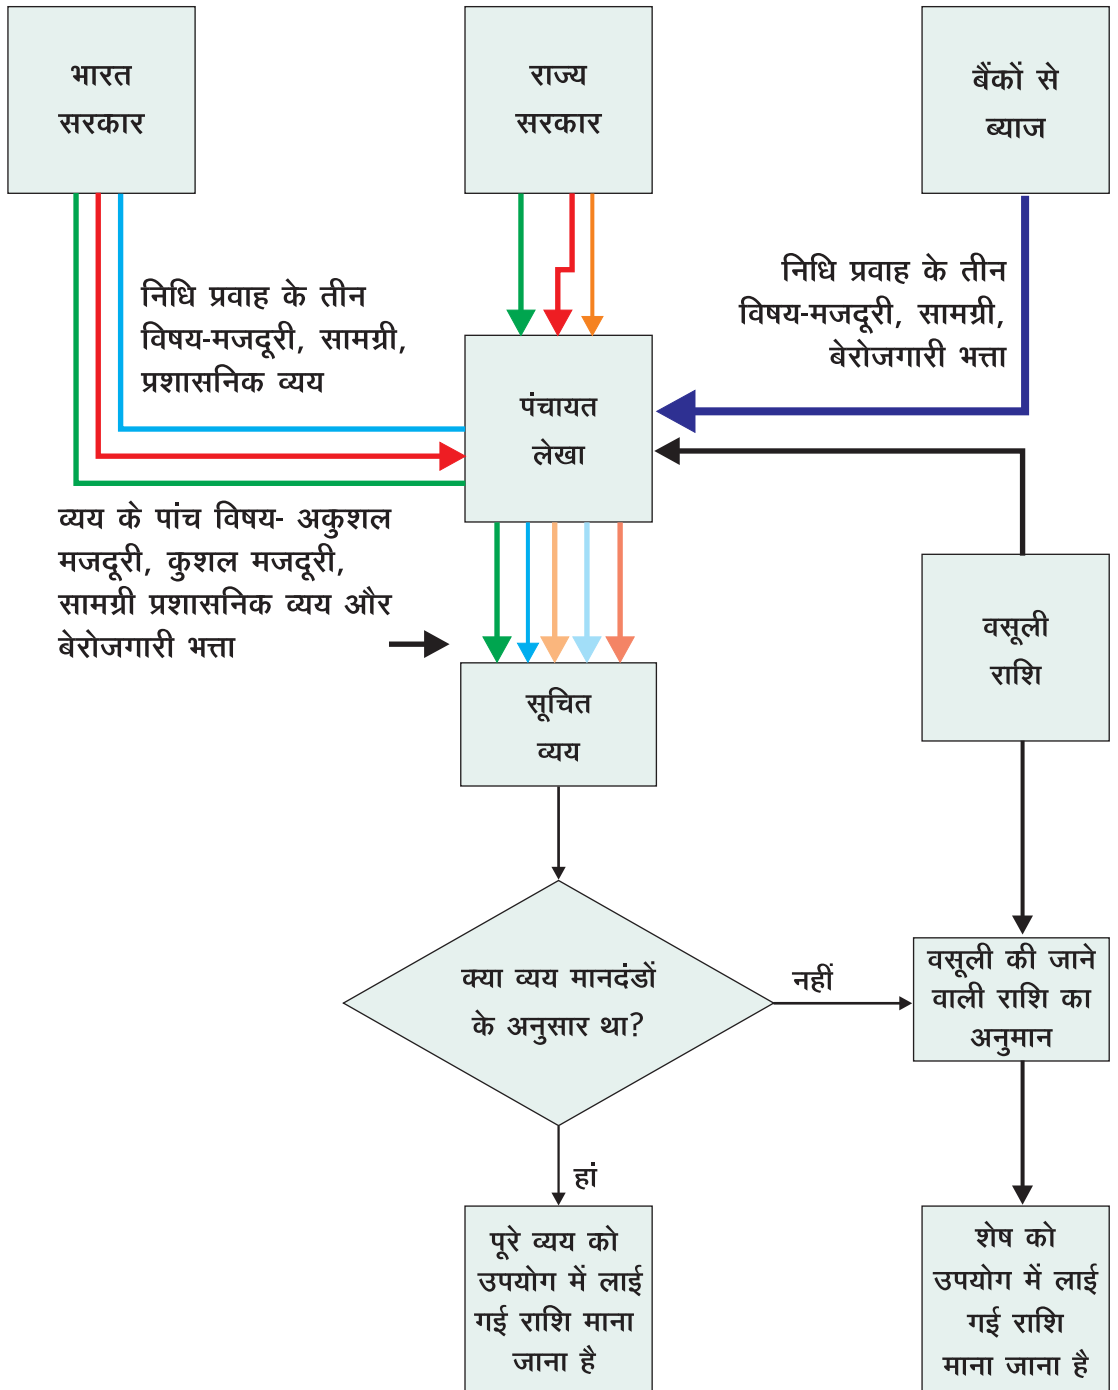 भारत
सरकार
राज्य
सरकार
बैंकों से
ब्याज
निधि प्रवाह के तीन
विषय-मजदूरी, सामग्री,
प्रशासनिक व्यय
निधि प्रवाह के तीन
विषय-मजदूरी, सामग्री,
बेरोजगारी भत्ता
पंचायत
लेखा
व्यय के पांच विषय- अकुशल
मजदूरी, कुशल मजदूरी,
सामग्री प्रशासनिक व्यय और
बेरोजगारी भत्ता
वसूली
राशि
सूचित
व्यय
क्या व्यय मानदंडों
के अनुसार था?
नहीं
वसूली की जाने
वाली राशि का
अनुमान
हां
पूरे व्यय को
उपयोग में लाई
गई राशि माना
जाना है
शेष को
उपयोग में लाई
गई राशि
माना जाना है